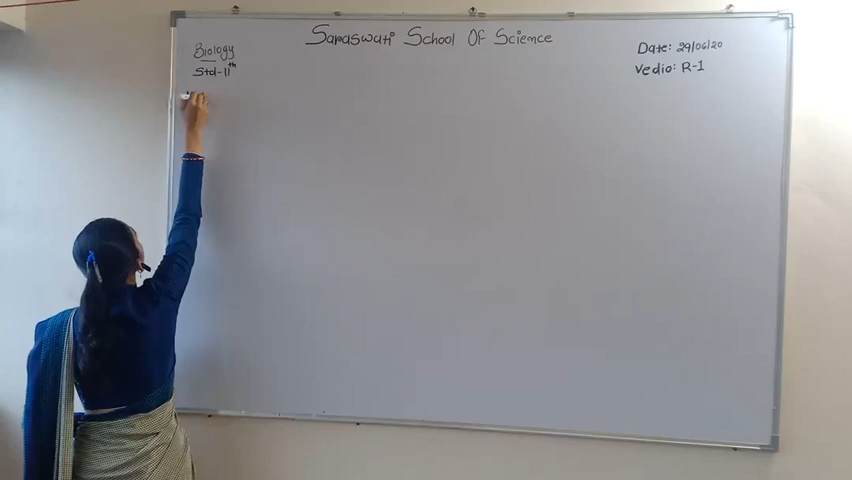 Saraswati School Of Science
Biology
Std-11th
Date: 29/06/20
Vedio: R-1